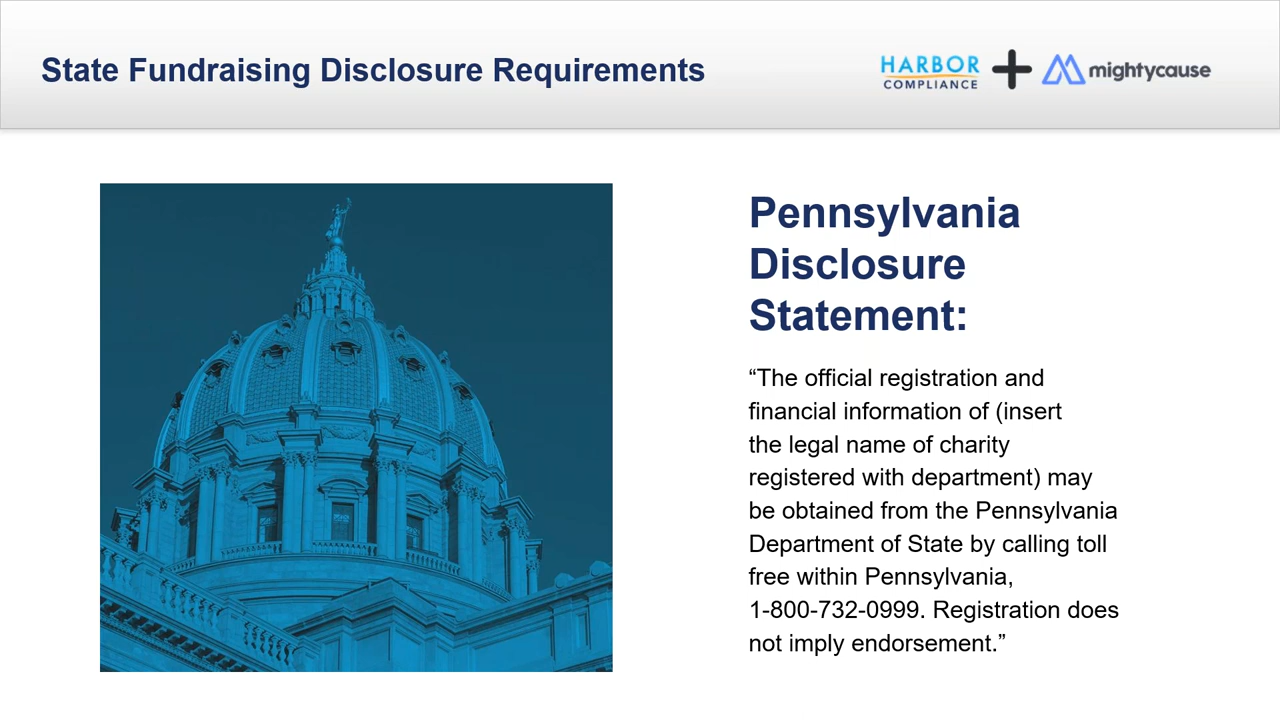 State Fundraising Disclosure Requirements
HARBOR
COMPLIANCE
mightycause
Pennsylvania
Disclosure
Statement:
“The official registration and
financial information of (insert
the legal name of charity
registered with department) may
be obtained from the Pennsylvania
Department of State by calling toll
free within Pennsylvania,
1-800-732-0999. Registration does
not imply endorsement.”